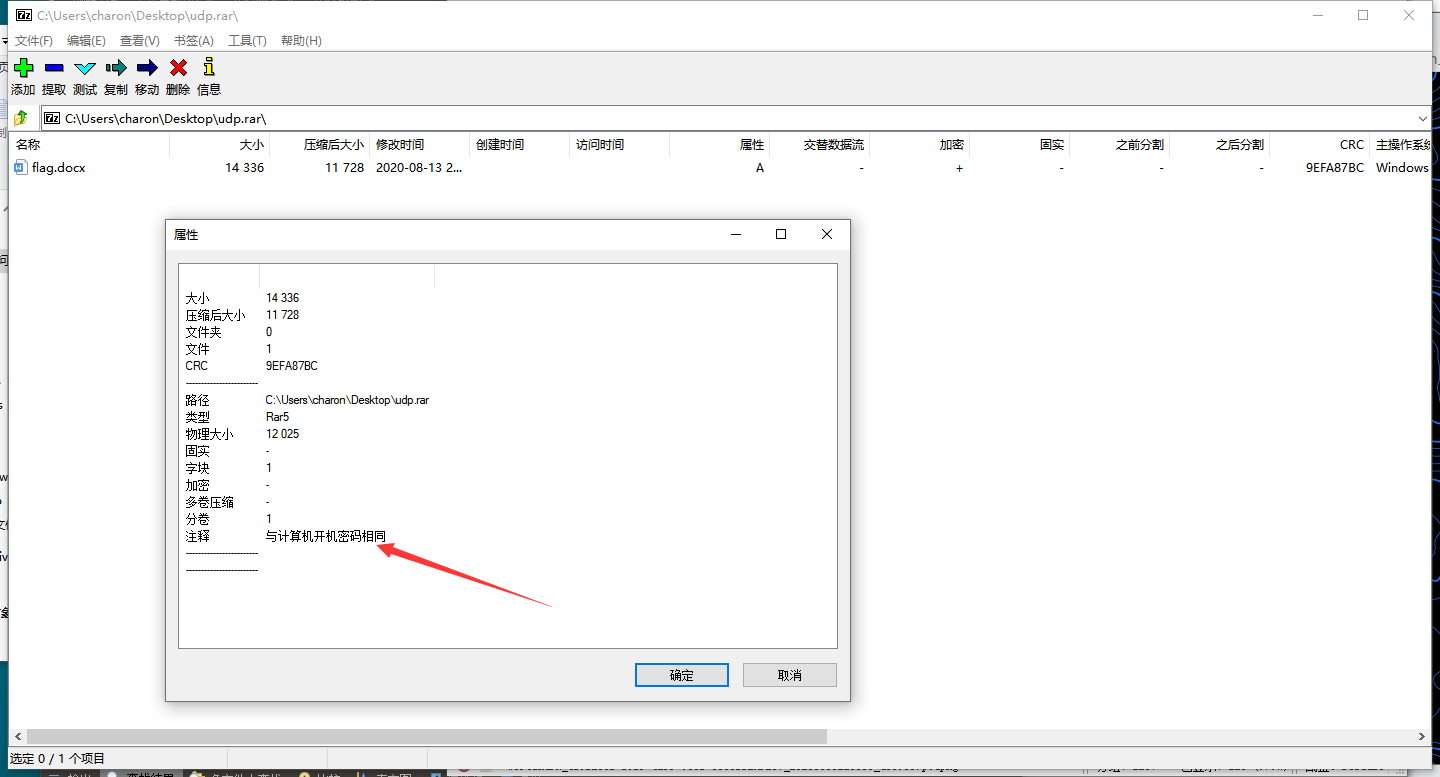 C:\Users\charon\Desktop\udp.rar\
文件(F) 编辑(E) 查看(V) 书签(A) 工具(T) 帮助(H)
添加 提取 测试 复制 移动 删除 信息
C:\Users\charon\Desktop\udp.rar\
名称 大小 压缩后大小 修改时间 创建时间 访问时间 属性 交替数据流 加密 固实 之前分割 之后分割 CRC 主操作系统
flag.docx 14 336 11 728 2020-08-13 2... A - + - - - 9EFA87BC Windows
属性
大小 14 336
压缩后大小 11 728
文件夹 0
文件 1
CRC 9EFA87BC
------------------------
路径 C:\Users\charon\Desktop\udp.rar
类型 Rar5
物理大小 12 025
固实 -
字块 1
加密 -
多卷压缩 -
分卷 1
注释 与计算机开机密码相同
------------------------
------------------------
确定 取消
选定 0 / 1 个项目